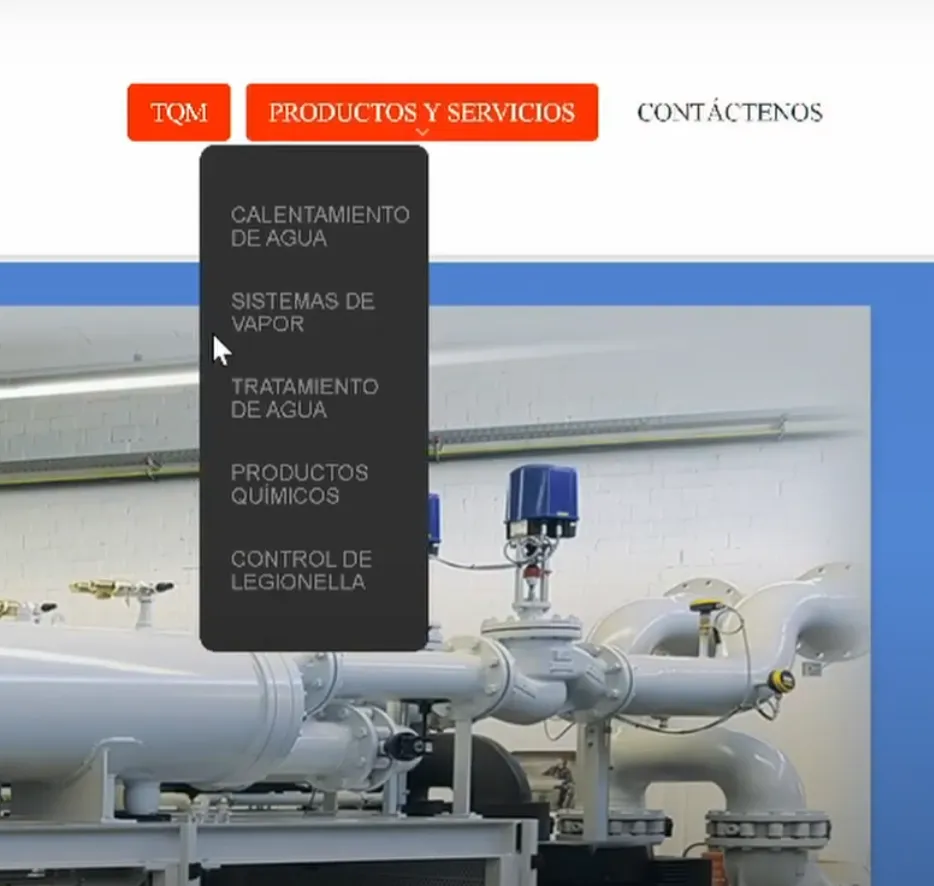 TQM
PRODUCTOS Y SERVICIOS
CONTÁCTENOS
CALENTAMIENTO
DE AGUA
SISTEMAS DE
VAPOR
TRATAMIENTO
DE AGUA
PRODUCTOS
QUÍMICOS
CONTROL DE
LEGIONELLA